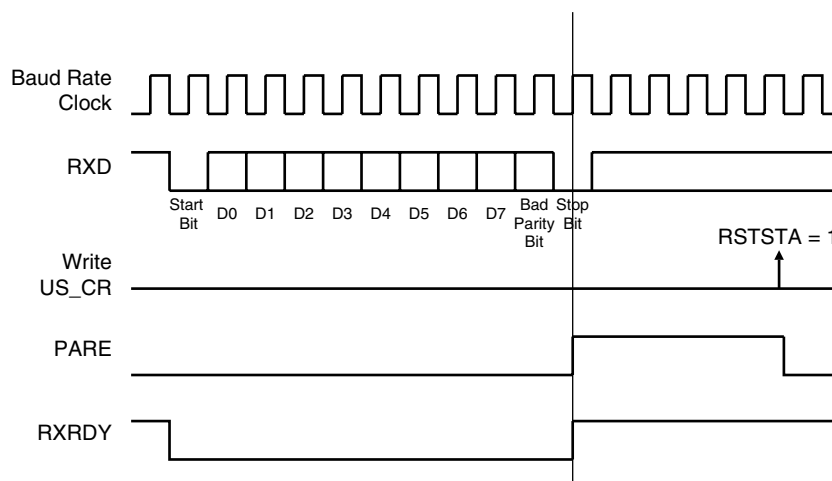 Baud Rate
Clock
RXD
Start
Bit
D0 D1 D2 D3 D4 D5 D6 D7
Bad
Parity
Bit
Stop
Bit
RSTSTA = 1
Write
US_CR
PARE
RXRDY